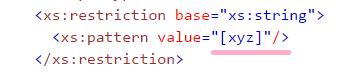 <xs:restriction base="xs:string">
<xs:pattern value="[xyz]"/>
</xs:restriction>